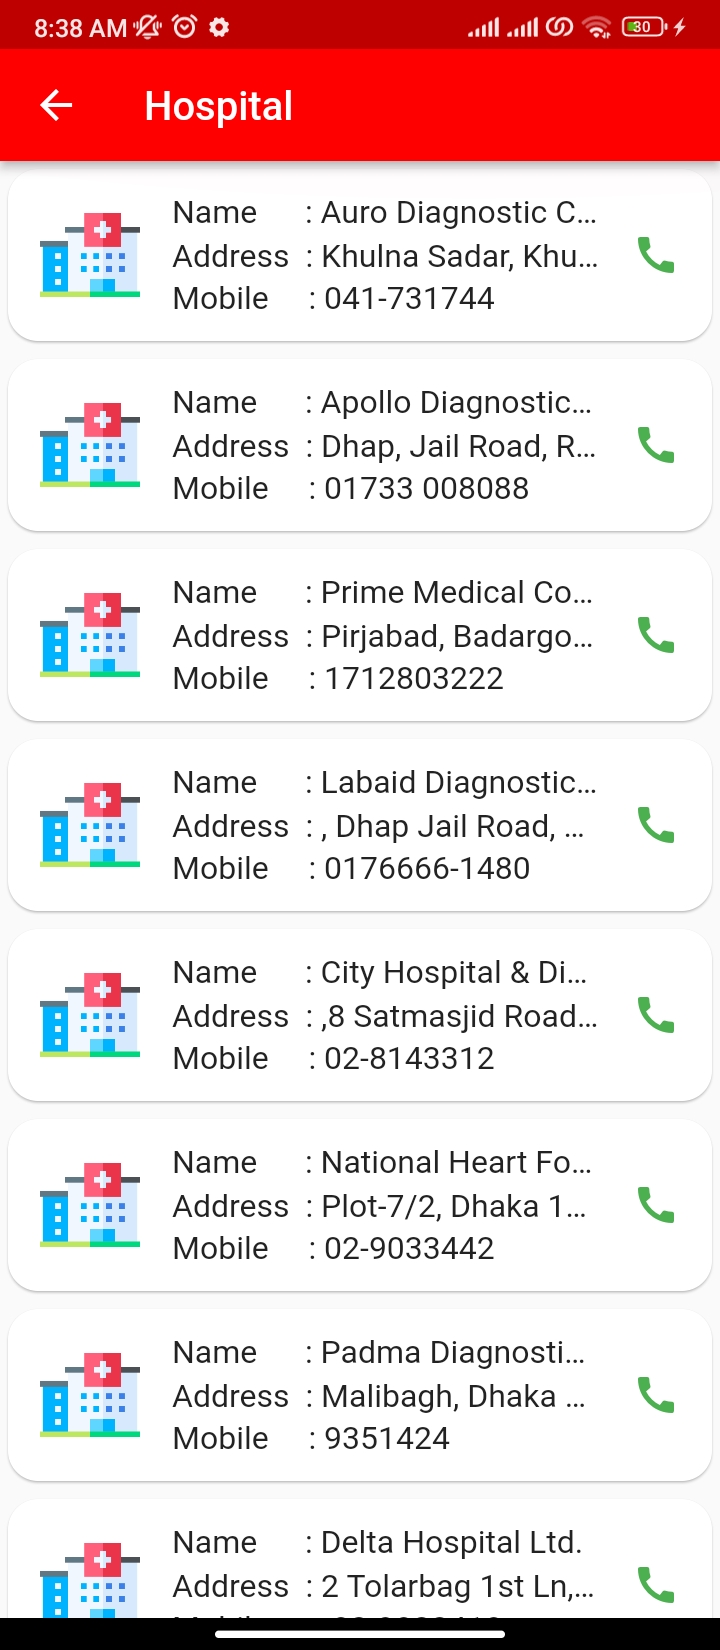 8:38 AM 30
Hospital
Name : Auro Diagnostic C...
Address : Khulna Sadar, Khu...
Mobile : 041-731744
Name : Apollo Diagnostic...
Address : Dhap, Jail Road, R...
Mobile : 01733 008088
Name : Prime Medical Co...
Address : Pirjabad, Badargo...
Mobile : 1712803222
Name : Labaid Diagnostic...
Address : , Dhap Jail Road, ...
Mobile : 0176666-1480
Name : City Hospital & Di...
Address : ,8 Satmasjid Road...
Mobile : 02-8143312
Name : National Heart Fo...
Address : Plot-7/2, Dhaka 1...
Mobile : 02-9033442
Name : Padma Diagnosti...
Address : Malibagh, Dhaka ...
Mobile : 9351424
Name : Delta Hospital Ltd.
Address : 2 Tolarbag 1st Ln,...